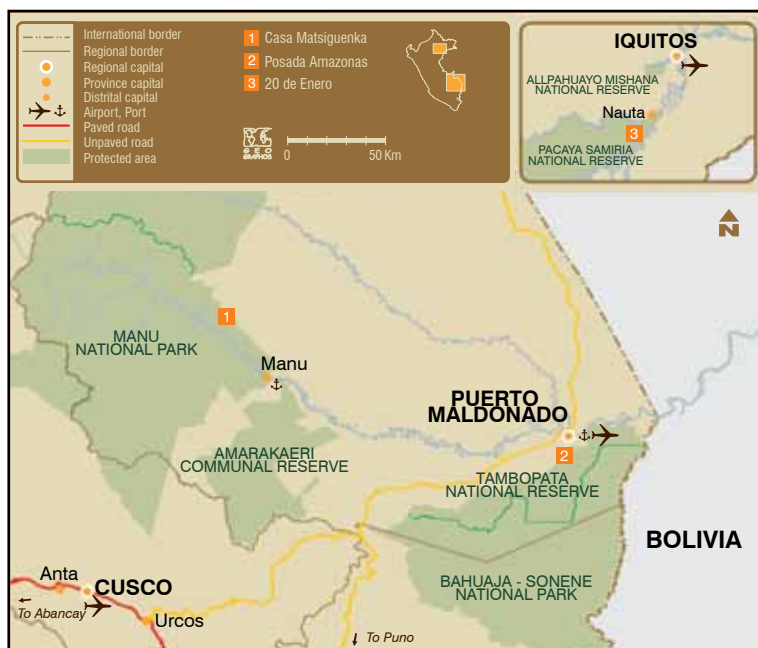 International border
Regional border
Regional capital
Province capital
Distrital capital
Airport, Port
Paved road
Unpaved road
Protected area
1 Casa Matsiguenka
2 Posada Amazonas
3 20 de Enero
GEO
GRAPHOS
0 50 Km
IQUITOS
ALLPAHUAYO MISHANA
NATIONAL RESERVE
Nauta
3
PACAYA SAMIRIA
NATIONAL RESERVE
N
1
MANU
NATIONAL PARK
Manu
PUERTO
MALDONADO
AMARAKAERI
COMMUNAL RESERVE
2
TAMBOPATA
NATIONAL RESERVE
BOLIVIA
BAHUAJA - SONENE
NATIONAL PARK
Anta
CUSCO
To Abancay
Urcos
To Puno